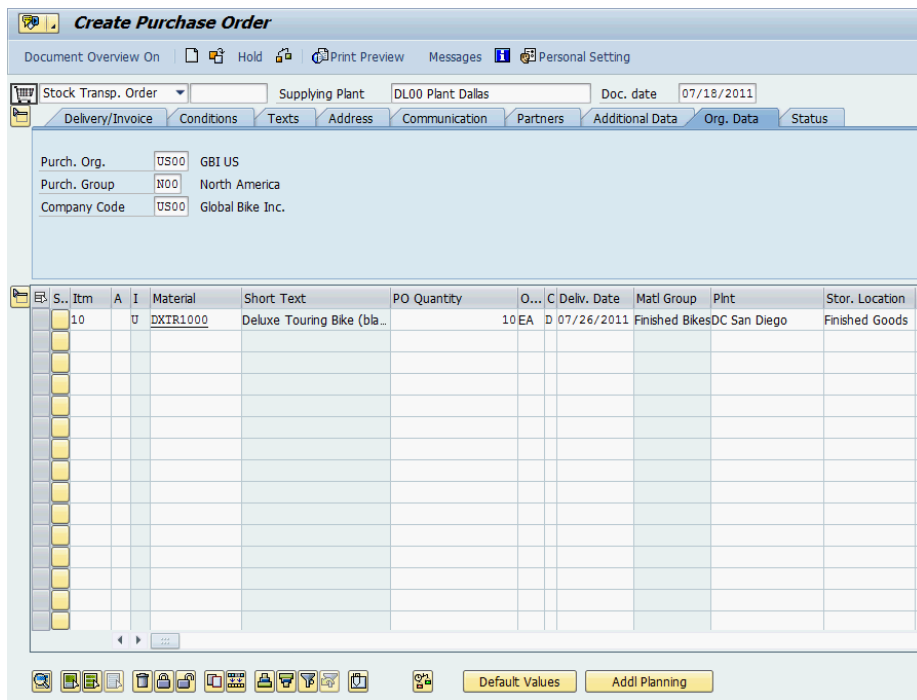 Create Purchase Order
Document Overview On Hold Print Preview Messages Personal Setting
Stock Transp. Order Supplying Plant DL00 Plant Dallas Doc. date 07/18/2011
Delivery/Invoice Conditions Texts Address Communication Partners Additional Data Org. Data Status
Purch. Org. US00 GBI US
Purch. Group N00 North America
Company Code US00 Global Bike Inc.
S.. Itm A I Material Short Text PO Quantity O... C Deliv. Date Matl Group Plnt Stor. Location
10 U DXTR1000 Deluxe Touring Bike (bla... 10 EA D 07/26/2011 Finished Bikes DC San Diego Finished Goods
Default Values Addl Planning